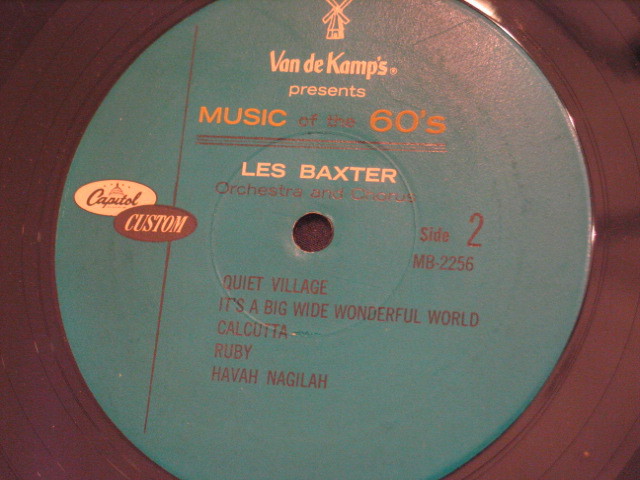 Van de Kamp's®
presents
MUSIC of the 60's
LES BAXTER
Orchestra and Chorus
Capitol
CUSTOM
Side 2
MB-2256
QUIET VILLAGE
IT'S A BIG WIDE WONDERFUL WORLD
CALCUTTA
RUBY
HAVAH NAGILAH